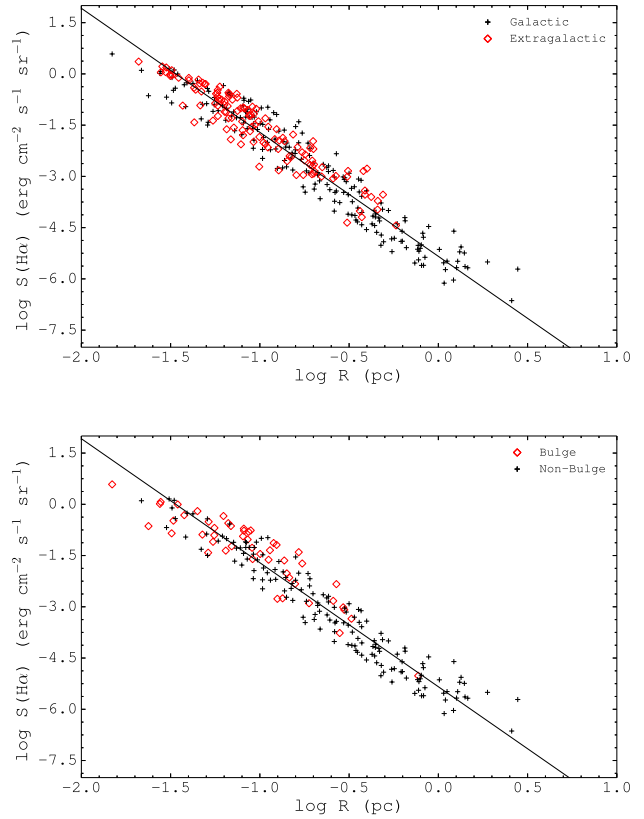 Galactic
Extragalactic
log S(Hα) (erg cm−2 s−1 sr−1)
1.5
0.0
−1.5
−3.0
−4.5
−6.0
−7.5
−2.0 −1.5 −1.0 −0.5 0.0 0.5 1.0
log R (pc)
Bulge
Non−Bulge
log S(Hα) (erg cm−2 s−1 sr−1)
1.5
0.0
−1.5
−3.0
−4.5
−6.0
−7.5
−2.0 −1.5 −1.0 −0.5 0.0 0.5 1.0
log R (pc)